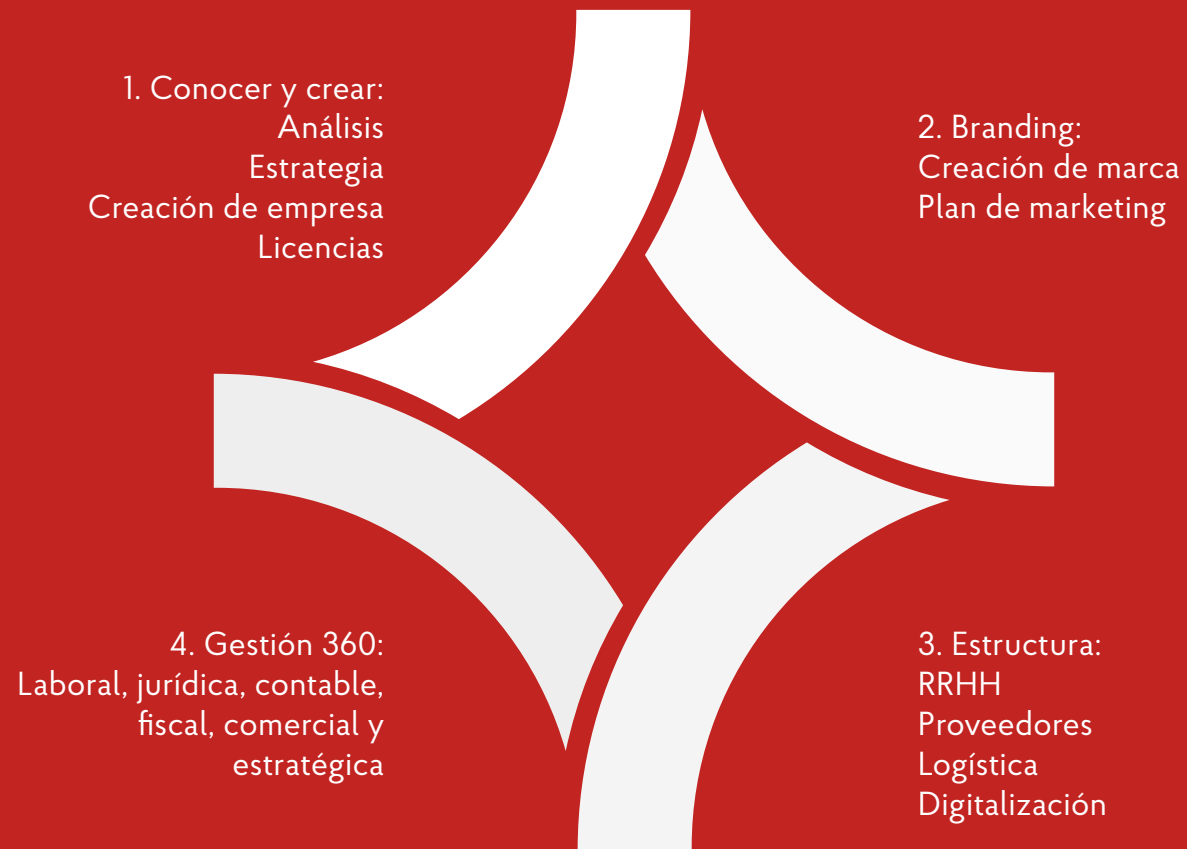 1. Conocer y crear:
Análisis
Estrategia
Creación de empresa
Licencias
2. Branding:
Creación de marca
Plan de marketing
3. Estructura:
RRHH
Proveedores
Logística
Digitalización
4. Gestión 360:
Laboral, jurídica, contable,
fiscal, comercial y
estratégica